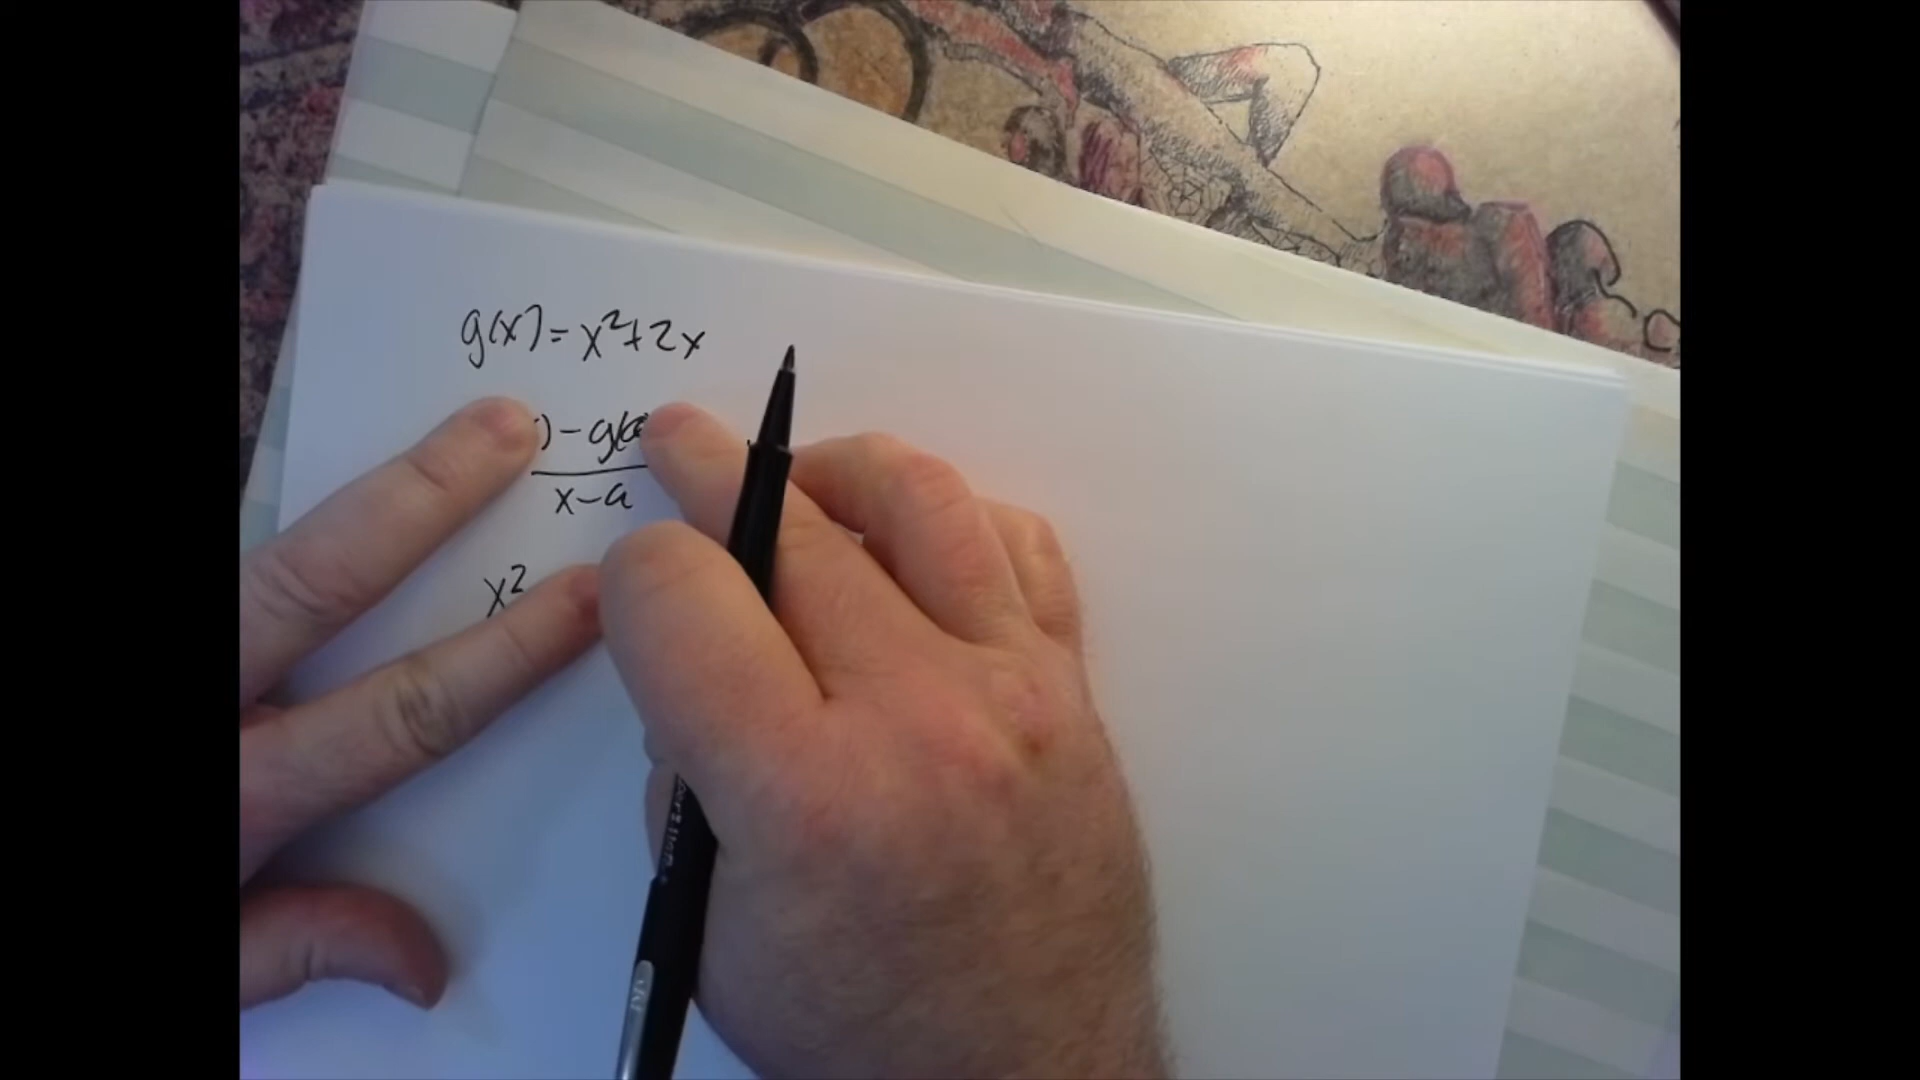 g(x) = x² + 2x
) - g(a
x - a
x²